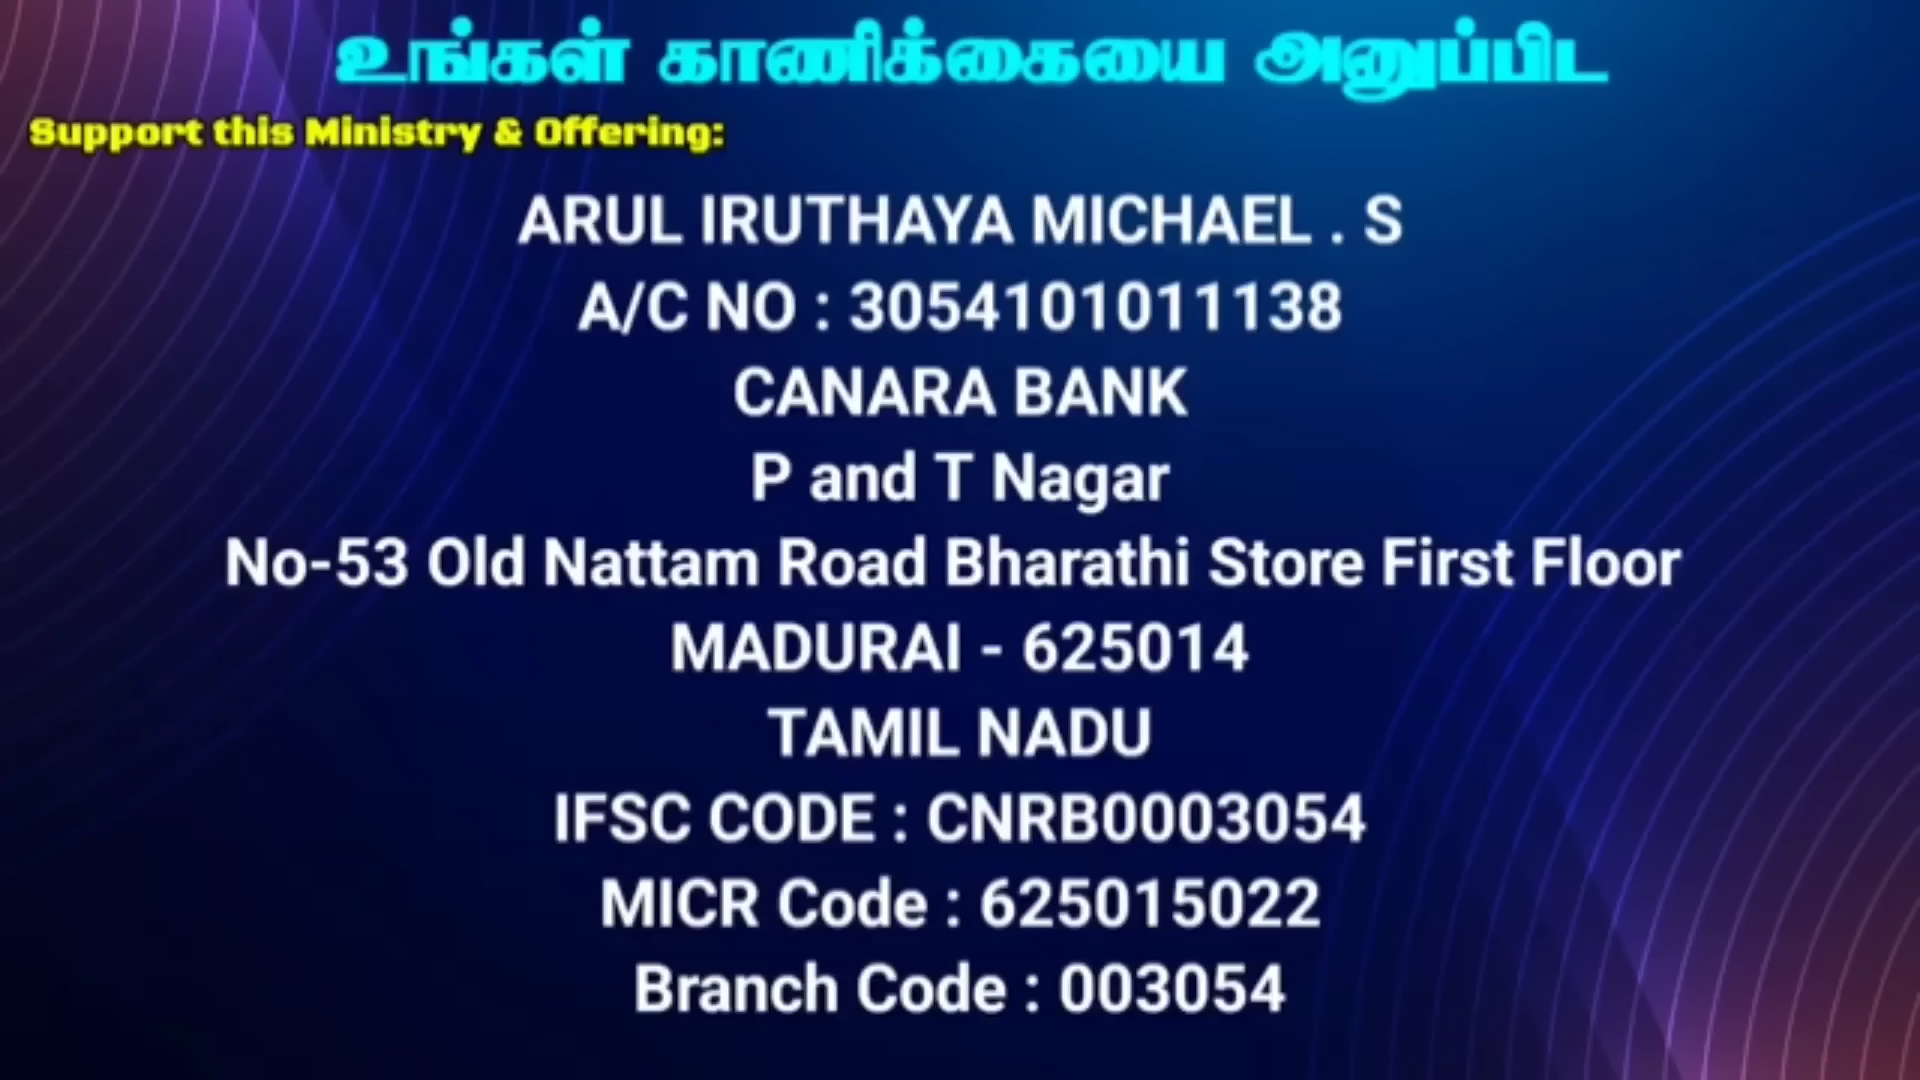 உங்கள் காணிக்கையை அனுப்பிட
Support this Ministry & Offering:
ARUL IRUTHAYA MICHAEL . S
A/C NO : 3054101011138
CANARA BANK
P and T Nagar
No-53 Old Nattam Road Bharathi Store First Floor
MADURAI - 625014
TAMIL NADU
IFSC CODE : CNRB0003054
MICR Code : 625015022
Branch Code : 003054